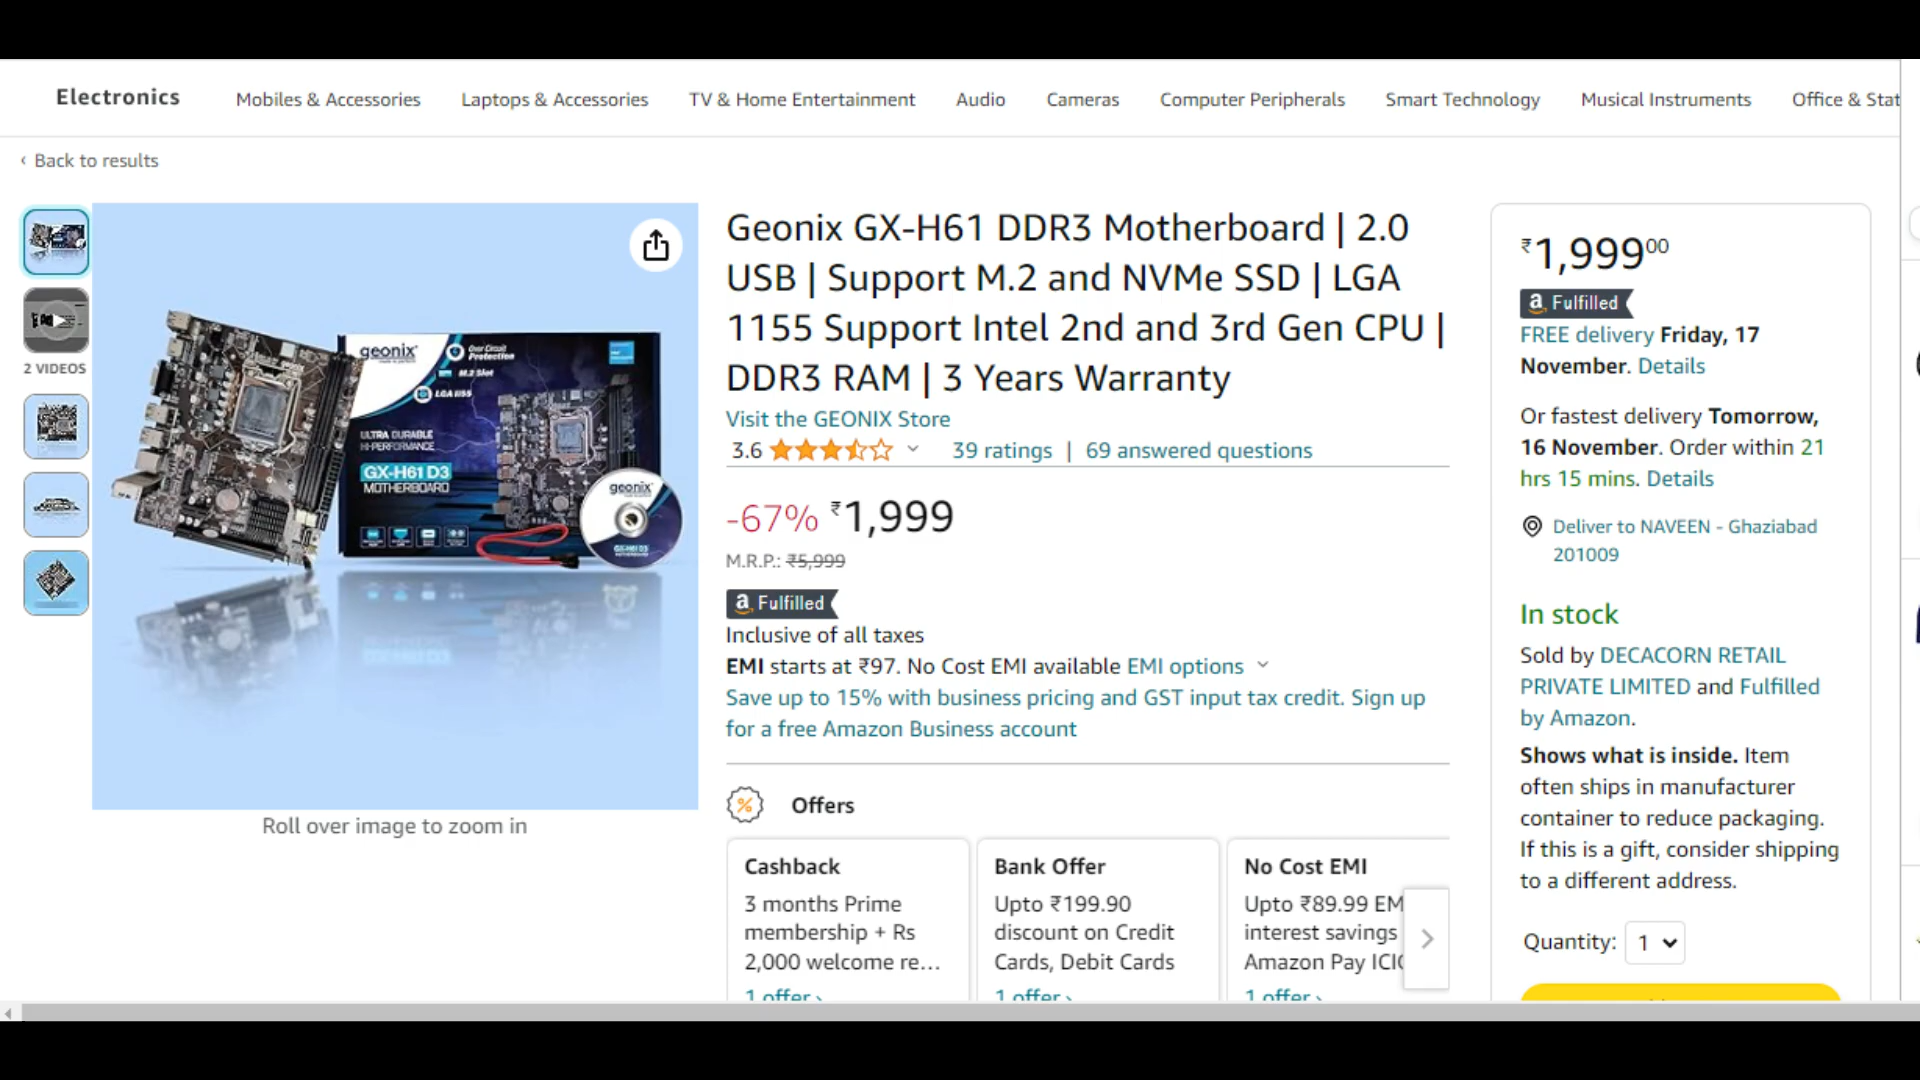 Electronics
Mobiles & Accessories
Laptops & Accessories
TV & Home Entertainment
Audio
Cameras
Computer Peripherals
Smart Technology
Musical Instruments
Office & Stat
‹ Back to results
2 VIDEOS
geonix
Over Circuit
Protection
M.2 Slot
LGA 1155
ULTRA DURABLE
HI-PERFORMANCE
GX-H61 D3
MOTHERBOARD
geonix
GX-H61 D3
Roll over image to zoom in
Geonix GX-H61 DDR3 Motherboard | 2.0
USB | Support M.2 and NVMe SSD | LGA
1155 Support Intel 2nd and 3rd Gen CPU |
DDR3 RAM | 3 Years Warranty
Visit the GEONIX Store
3.6
39 ratings | 69 answered questions
-67% ₹1,999
M.R.P.: ₹5,999
a Fulfilled
Inclusive of all taxes
EMI starts at ₹97. No Cost EMI available EMI options
Save up to 15% with business pricing and GST input tax credit. Sign up
for a free Amazon Business account
% Offers
Cashback
3 months Prime
membership + Rs
2,000 welcome re...
1 offer ›
Bank Offer
Upto ₹199.90
discount on Credit
Cards, Debit Cards
1 offer ›
No Cost EMI
Upto ₹89.99 EM
interest savings
Amazon Pay ICIC
1 offer ›
₹1,99900
a Fulfilled
FREE delivery Friday, 17
November. Details
Or fastest delivery Tomorrow,
16 November. Order within 21
hrs 15 mins. Details
Deliver to NAVEEN - Ghaziabad
201009
In stock
Sold by DECACORN RETAIL
PRIVATE LIMITED and Fulfilled
by Amazon.
Shows what is inside. Item
often ships in manufacturer
container to reduce packaging.
If this is a gift, consider shipping
to a different address.
Quantity: 1